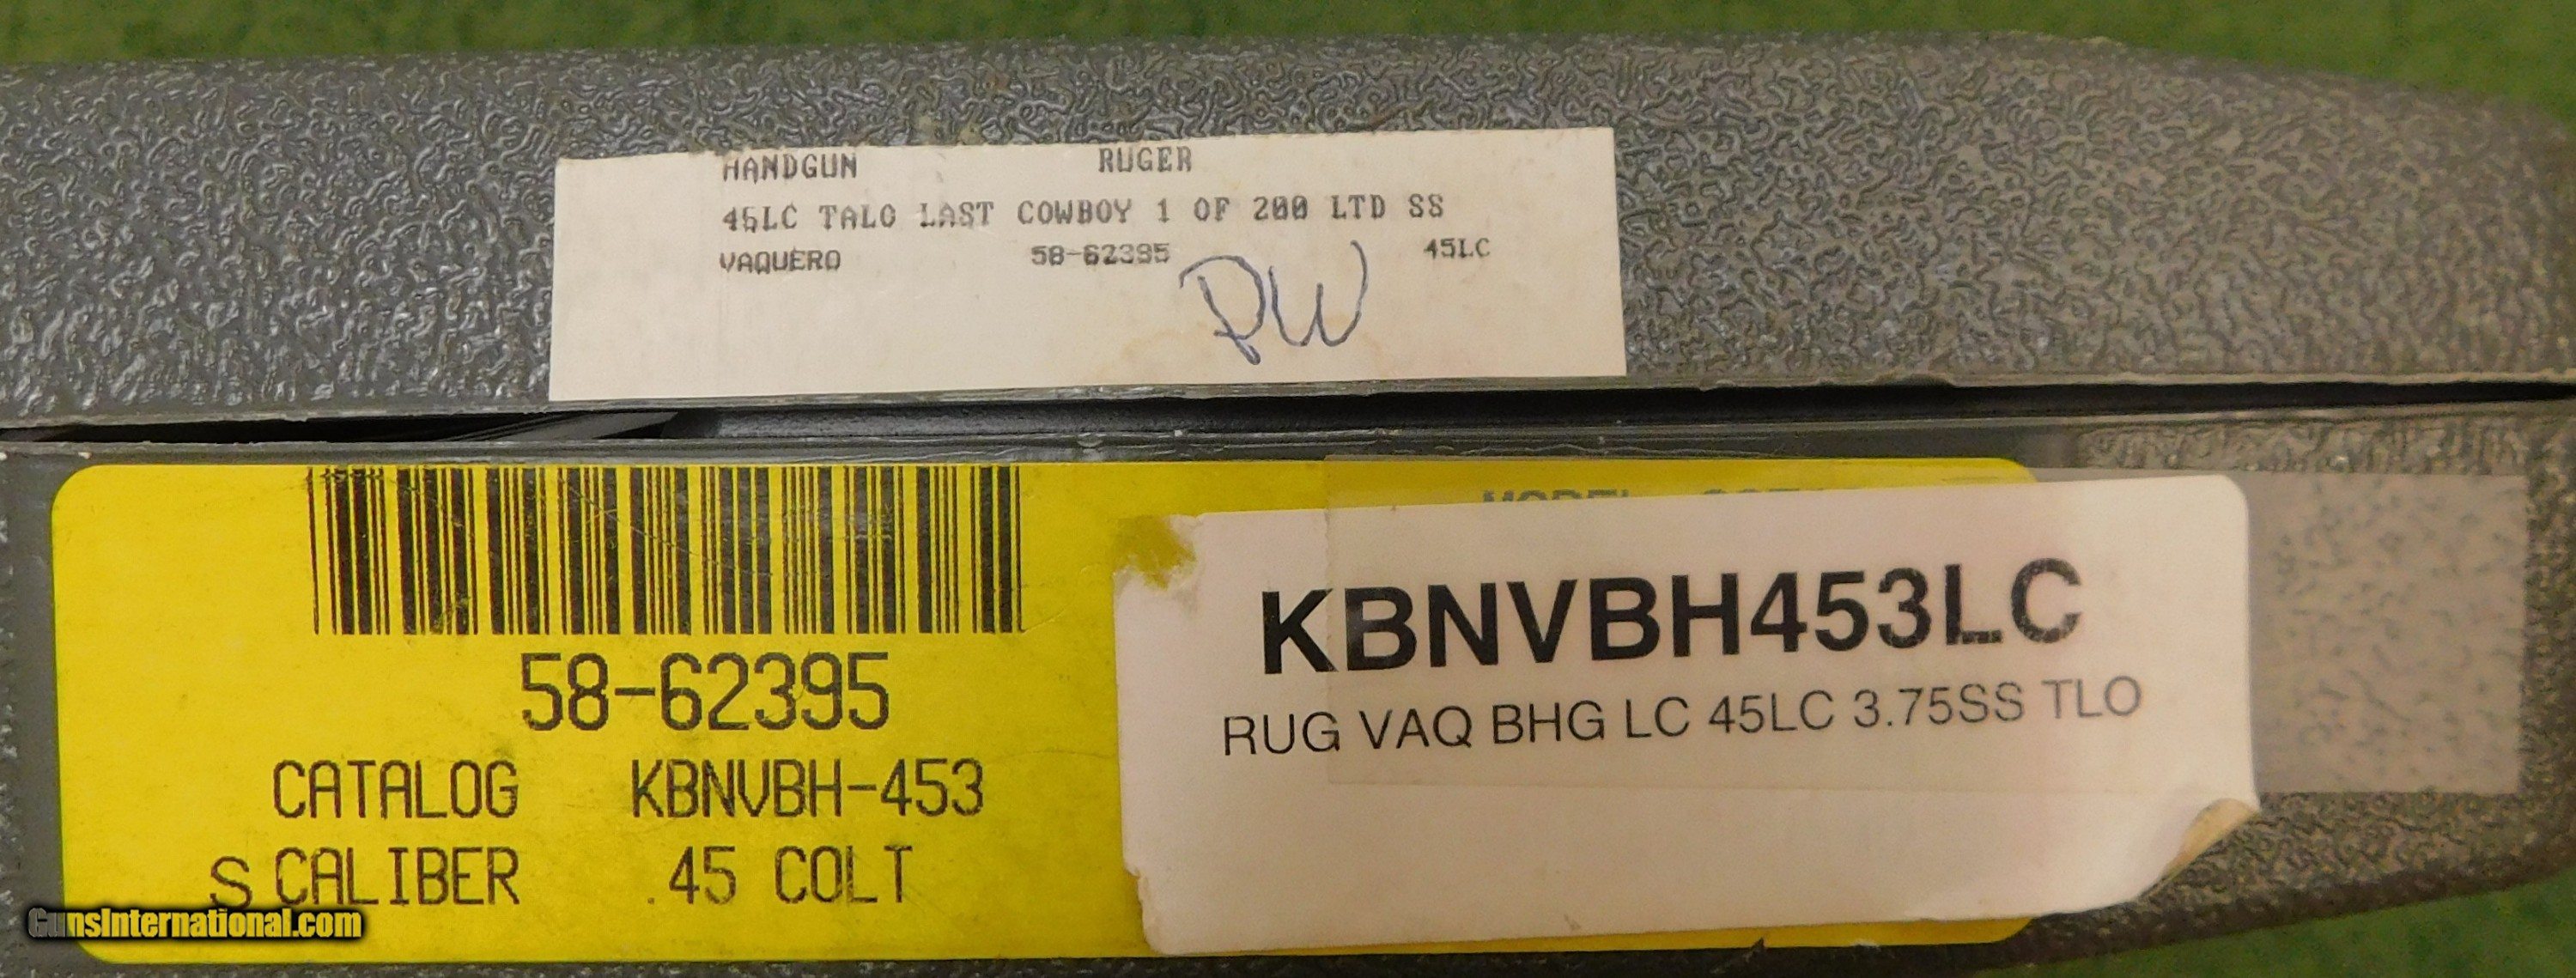 HANDGUN RUGER
45LC TALO LAST COWBOY 1 OF 200 LTD SS
VAQUERO 58-62395 45LC
PW
58-62395
CATALOG KBNVBH-453
S CALIBER .45 COLT
KBNVBH453LC
RUG VAQ BHG LC 45LC 3.75SS TLO
GunsInternational.com